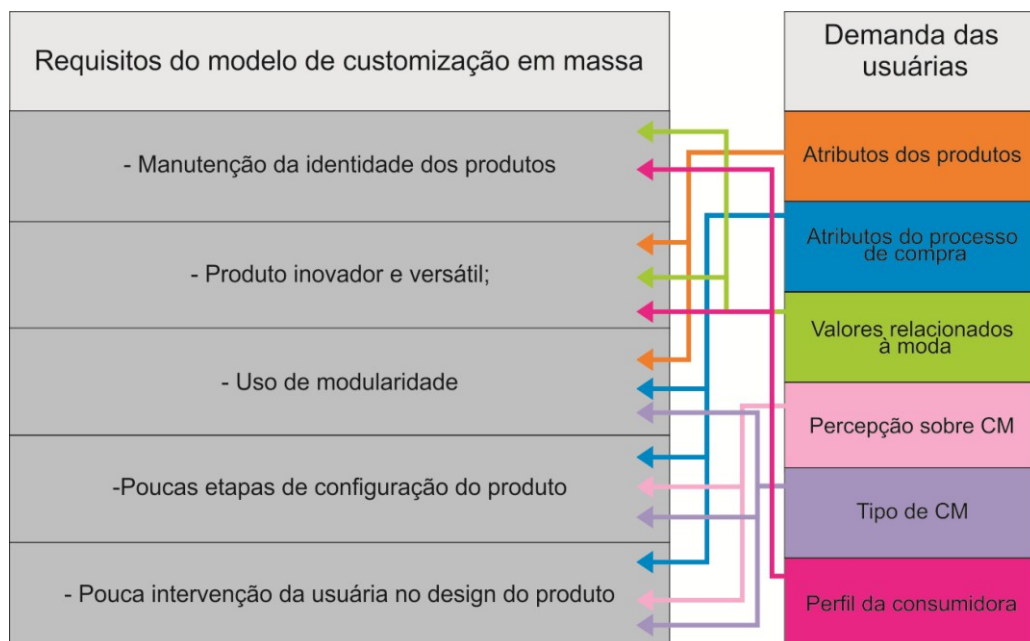 Requisitos do modelo de customização em massa
- Manutenção da identidade dos produtos
- Produto inovador e versátil;
- Uso de modularidade
-Poucas etapas de configuração do produto
- Pouca intervenção da usuária no design do produto
Demanda das
usuárias
Atributos dos produtos
Atributos do processo
de compra
Valores relacionados
à moda
Percepção sobre CM
Tipo de CM
Perfil da consumidora